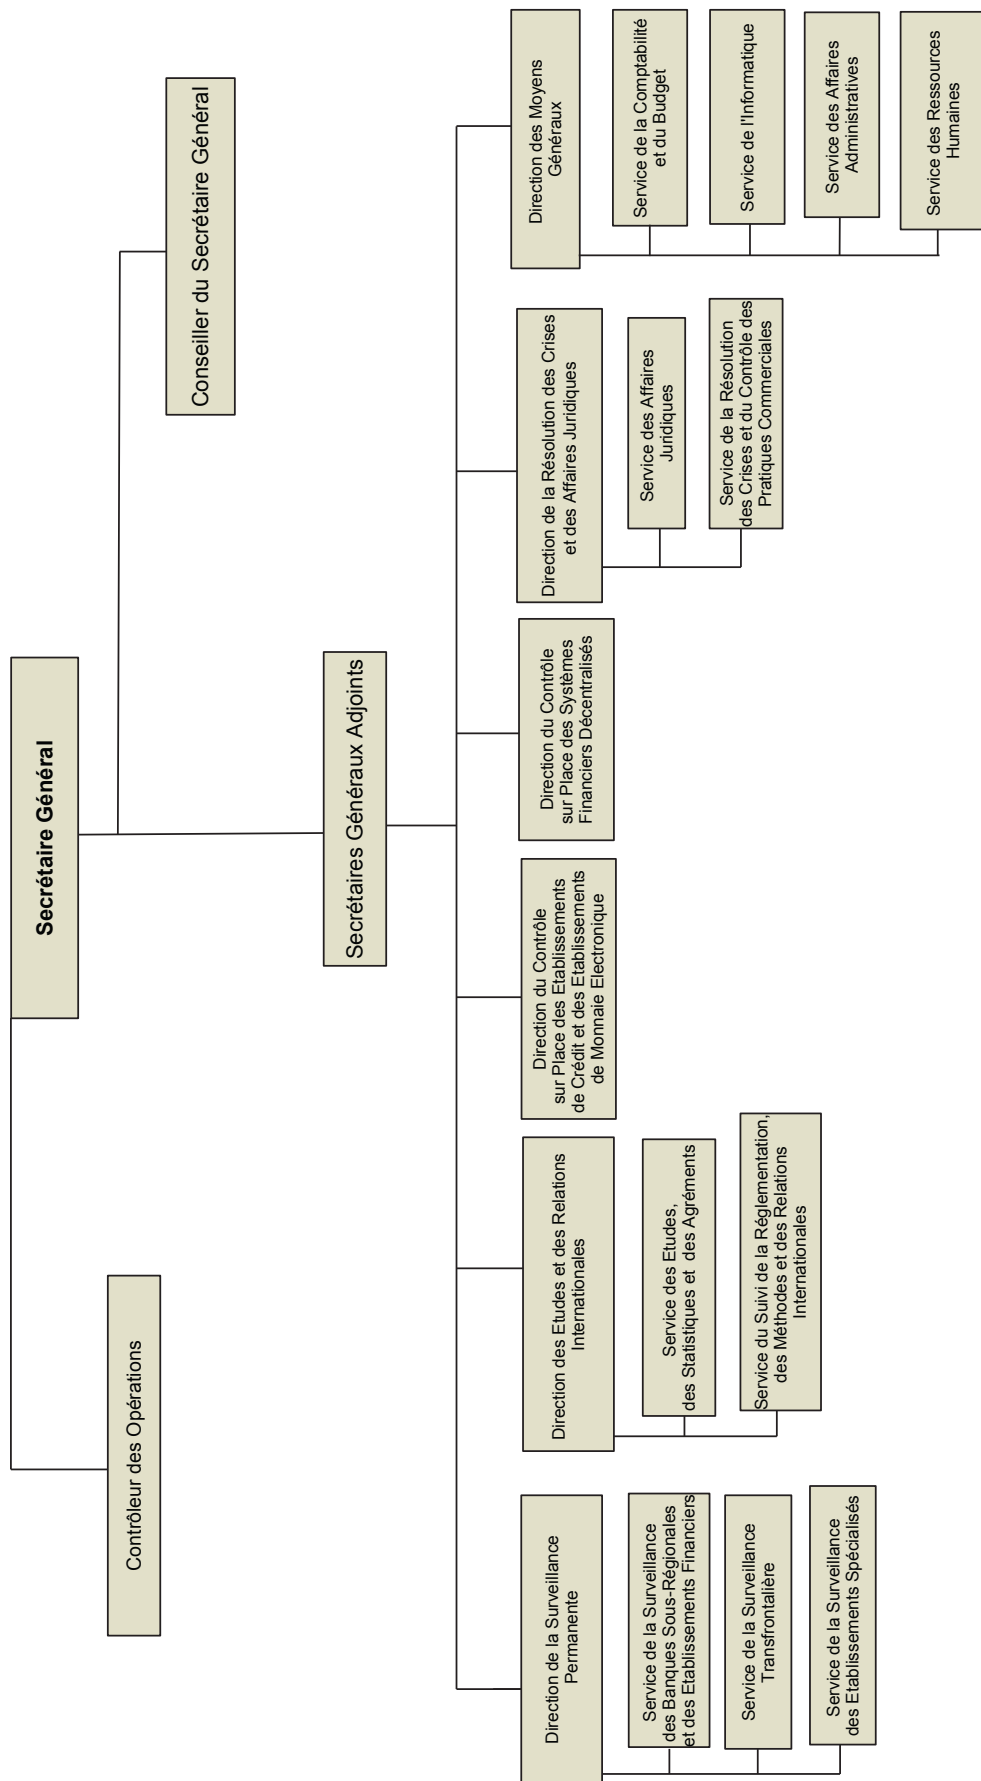 Secrétaire Général
Contrôleur des Opérations
Conseiller du Secrétaire Général
Secrétaires Généraux Adjoints
Direction de la Surveillance
Permanente
Service de la Surveillance
des Banques Sous-Régionales
et des Etablissements Financiers
Service de la Surveillance
Transfrontalière
Service de la Surveillance
des Etablissements Spécialisés
Direction des Etudes et des Relations
Internationales
Service des Etudes,
des Statistiques et des Agréments
Service du Suivi de la Réglementation,
des Méthodes et des Relations
Internationales
Direction du Contrôle
sur Place des Etablissements
de Crédit et des Etablissements
de Monnaie Electronique
Direction du Contrôle
sur Place des Systèmes
Financiers Décentralisés
Direction de la Résolution des Crises
et des Affaires Juridiques
Service des Affaires
Juridiques
Service de la Résolution
des Crises et du Contrôle des
Pratiques Commerciales
Direction des Moyens
Généraux
Service de la Comptabilité
et du Budget
Service de l'Informatique
Service des Affaires
Administratives
Service des Ressources
Humaines